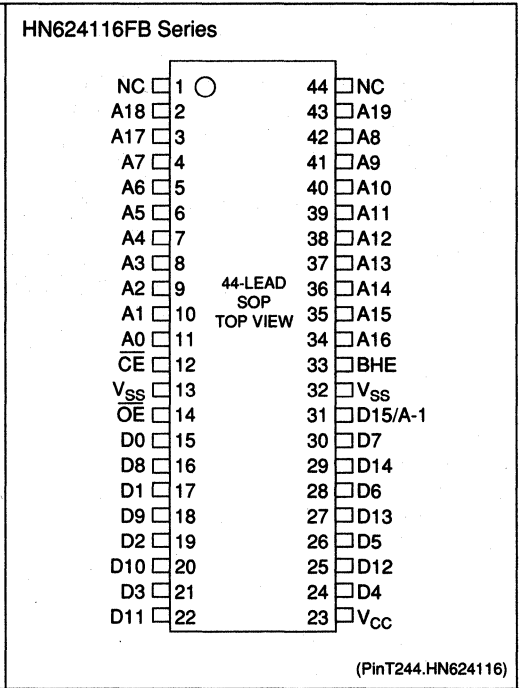 HN624116FB Series
NC 1 44 NC
A18 2 43 A19
A17 3 42 A8
A7 4 41 A9
A6 5 40 A10
A5 6 39 A11
A4 7 38 A12
A3 8 37 A13
A2 9 44-LEAD 36 A14
SOP
A1 10 TOP VIEW 35 A15
A0 11 34 A16
C̅E̅ 12 33 BHE
VSS 13 32 VSS
O̅E̅ 14 31 D15/A-1
D0 15 30 D7
D8 16 29 D14
D1 17 28 D6
D9 18 27 D13
D2 19 26 D5
D10 20 25 D12
D3 21 24 D4
D11 22 23 VCC
(PinT244.HN624116)